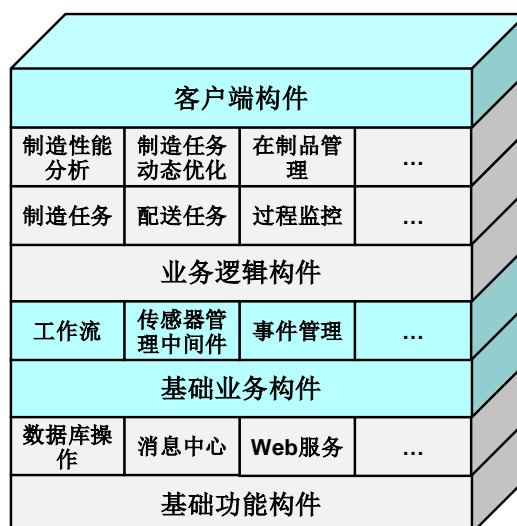 客户端构件
制造性能
分析
制造任务
动态优化
在制品管
理
…
制造任务
配送任务
过程监控
…
业务逻辑构件
工作流
传感器管
理中间件
事件管理
…
基础业务构件
数据库操
作
消息中心
Web服务
…
基础功能构件